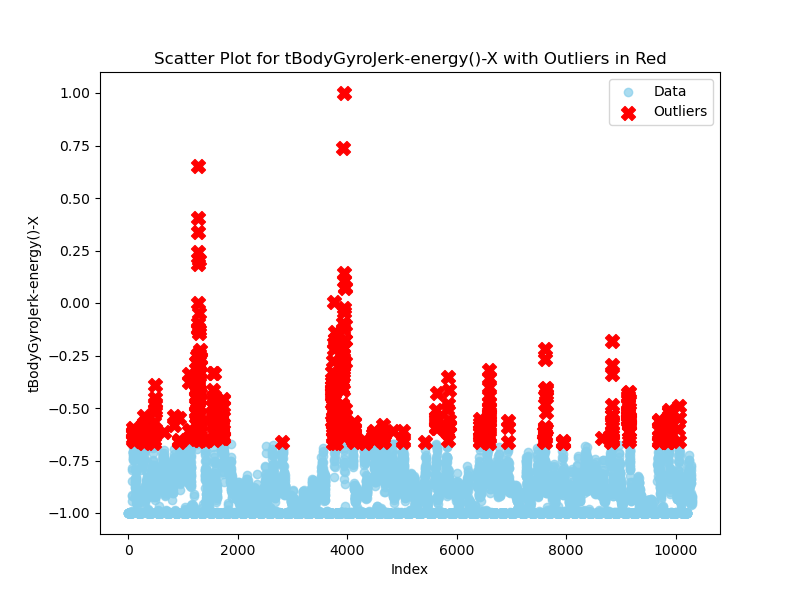 Scatter Plot for tBodyGyroJerk-energy()-X with Outliers in Red
Data
Outliers
tBodyGyroJerk-energy()-X
1.00
0.75
0.50
0.25
0.00
−0.25
−0.50
−0.75
−1.00
0 2000 4000 6000 8000 10000
Index